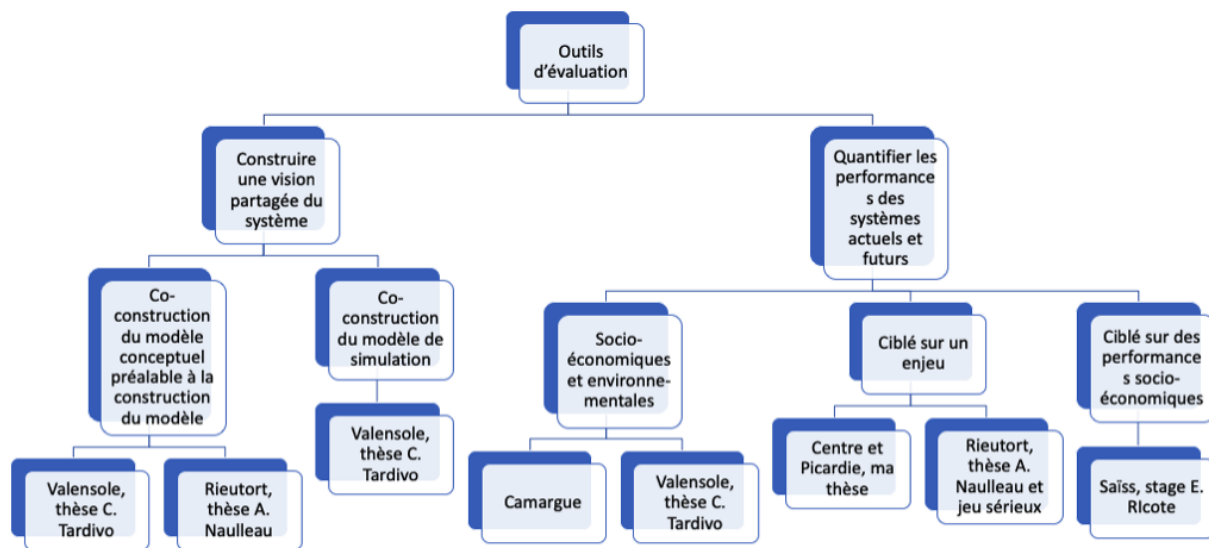 Outils
d’évaluation
Construire
une vision
partagée du
système
Quantifier les
performance
s des
systèmes
actuels et
futurs
Co-
construction
du modèle
conceptuel
préalable à la
construction
du modèle
Co-
construction
du modèle de
simulation
Socio-
économiques
et environne-
mentales
Ciblé sur un
enjeu
Ciblé sur des
performance
s socio-
économiques
Valensole,
thèse C.
Tardivo
Rieutort,
thèse A.
Naulleau
Valensole,
thèse C.
Tardivo
Camargue
Valensole,
thèse C.
Tardivo
Centre et
Picardie, ma
thèse
Rieutort,
thèse A.
Naulleau et
jeu sérieux
Saïss, stage E.
RIcote